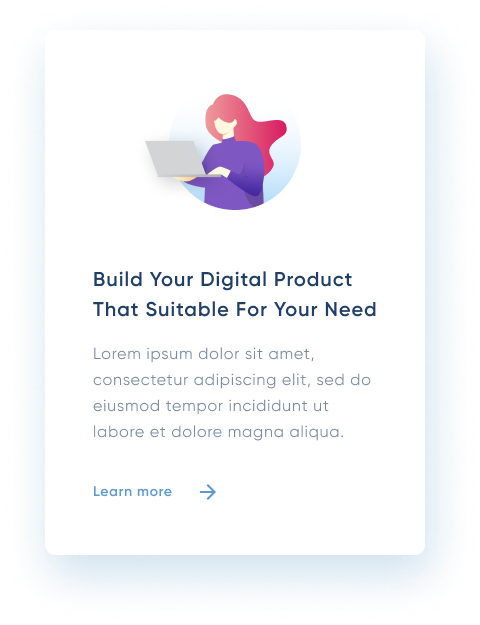 Build Your Digital Product
That Suitable For Your Need
Lorem ipsum dolor sit amet,
consectetur adipiscing elit, sed do
eiusmod tempor incididunt ut
labore et dolore magna aliqua.
Learn more